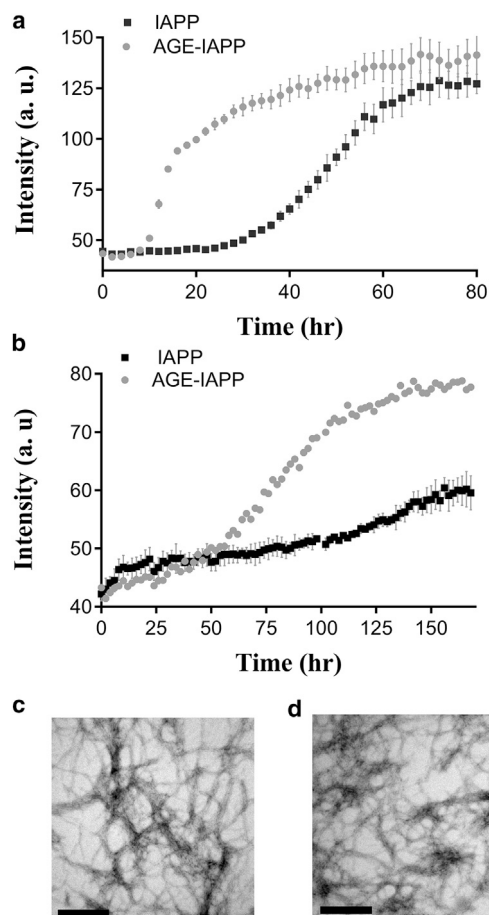 a
IAPP
AGE-IAPP
150
125
100
75
50
Intensity (a. u.)
0 20 40 60 80
Time (hr)
b
IAPP
AGE-IAPP
80
70
60
50
40
Intensity (a. u)
0 25 50 75 100 125 150
Time (hr)
c d